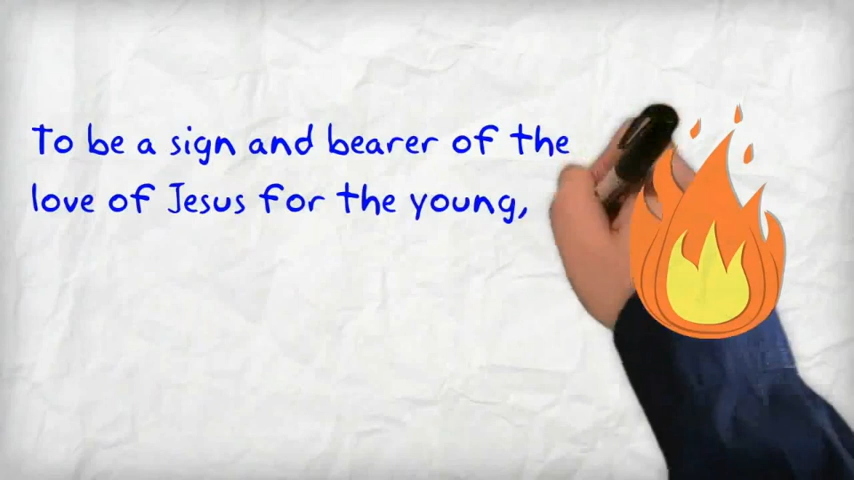 To be a sign and bearer of the
love of Jesus for the young,